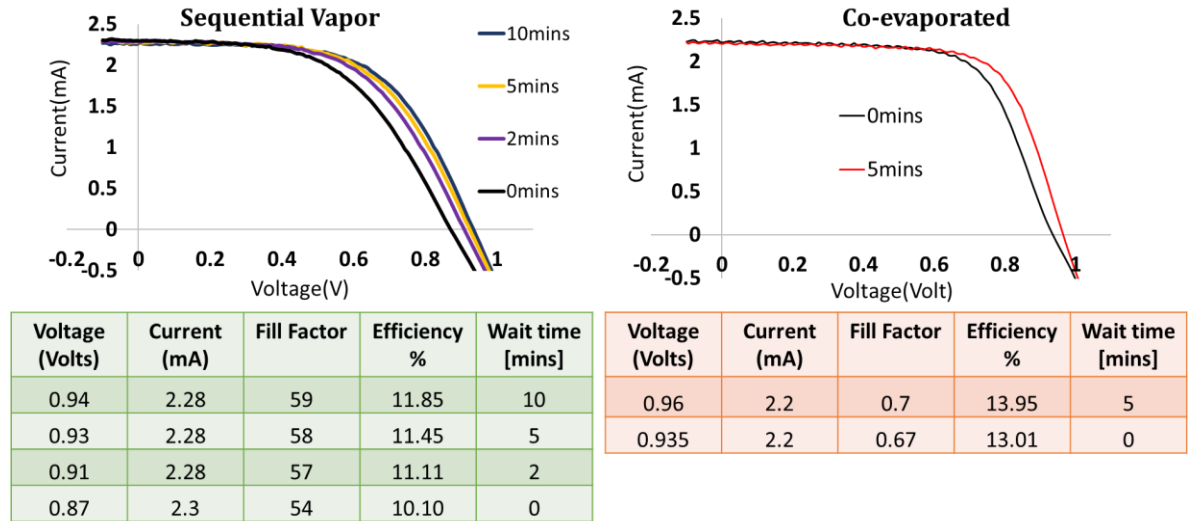 Sequential Vapor
2.5
2
1.5
1
0.5
0
-0.5
-0.2
0
0.2
0.4
0.6
0.8
1
Current(mA)
Voltage(V)
10mins
5mins
2mins
0mins
Co-evaporated
2.5
2
1.5
1
0.5
0
-0.5
-0.2
0
0.2
0.4
0.6
0.8
1
Current(mA)
Voltage(Volt)
0mins
5mins
Voltage (Volts) Current (mA) Fill Factor Efficiency % Wait time [mins]
0.94 2.28 59 11.85 10
0.93 2.28 58 11.45 5
0.91 2.28 57 11.11 2
0.87 2.3 54 10.10 0
Voltage (Volts) Current (mA) Fill Factor Efficiency % Wait time [mins]
0.96 2.2 0.7 13.95 5
0.935 2.2 0.67 13.01 0